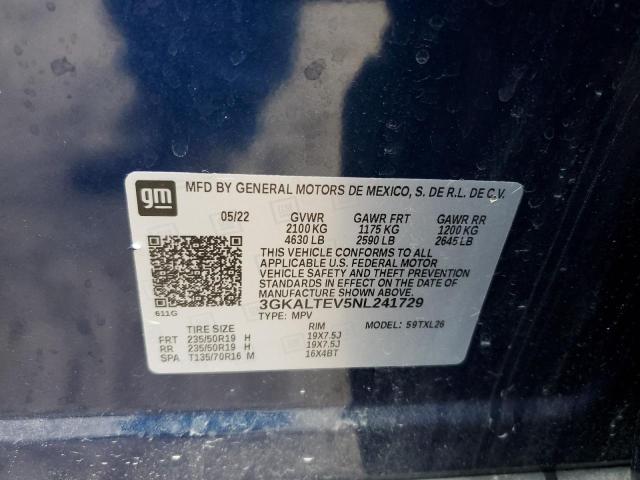 gm
MFD BY GENERAL MOTORS DE MEXICO, S. DE R.L. DE C.V.
05/22 GVWR GAWR FRT GAWR RR
2100 KG 1175 KG 1200 KG
4630 LB 2590 LB 2645 LB
THIS VEHICLE CONFORMS TO ALL
APPLICABLE U.S. FEDERAL MOTOR
VEHICLE SAFETY AND THEFT PREVENTION
STANDARDS IN EFFECT ON THE DATE OF
MANUFACTURE SHOWN ABOVE.
3GKALTEV5NL241729
611G
TYPE: MPV MODEL: 59TXL26
TIRE SIZE RIM
FRT 235/50R19 H 19X7.5J
RR 235/50R19 H 19X7.5J
SPA T135/70R16 M 16X4BT